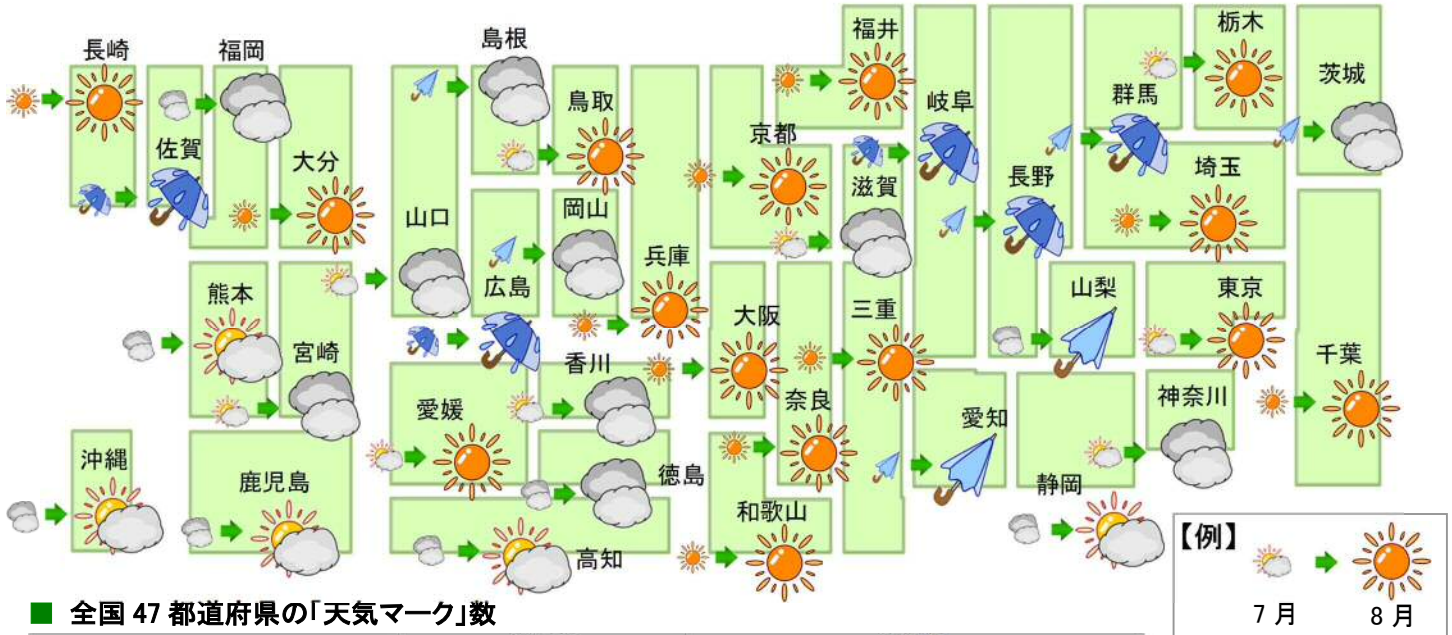 長崎
福岡
佐賀
大分
熊本
宮崎
沖縄
鹿児島
島根
鳥取
山口
岡山
広島
兵庫
香川
愛媛
徳島
高知
福井
京都
滋賀
大阪
奈良
和歌山
三重
岐阜
長野
愛知
栃木
群馬
茨城
埼玉
山梨
東京
神奈川
千葉
静岡
【例】
7 月 8 月
■ 全国 47 都道府県の「天気マーク」数